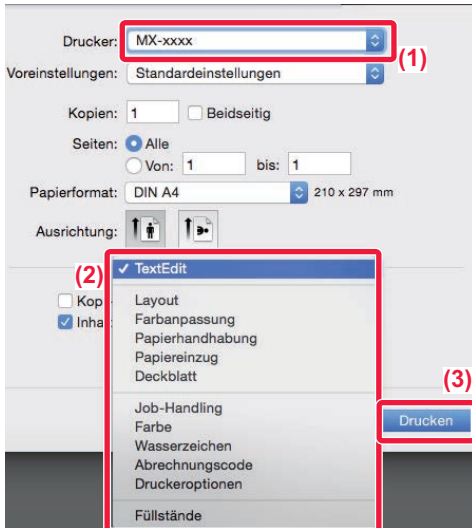 Drucker: MX-xxxx
(1)
Voreinstellungen: Standardeinstellungen
Kopien: 1 Beidseitig
Seiten: Alle
Von: 1 bis: 1
Papierformat: DIN A4 210 x 297 mm
Ausrichtung:
(2)
✓ TextEdit
Kop
Inha
Layout
Farbanpassung
Papierhandhabung
Papiereinzug
Deckblatt
(3)
Job-Handling
Farbe
Wasserzeichen
Abrechnungscode
Druckeroptionen
Füllstände
Drucken